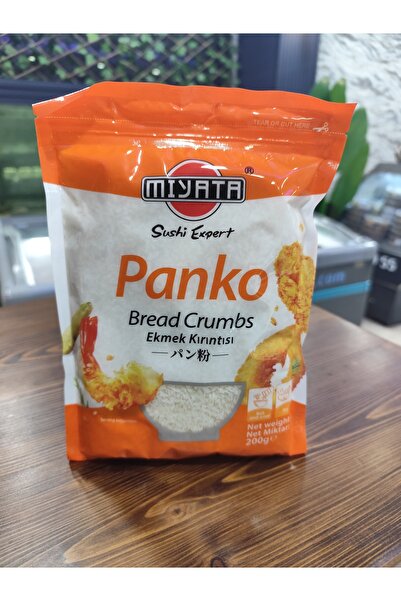 TEAR OR CUT HERE
MIYATA ®
Sushi Expert
Panko
Bread Crumbs
Ekmek Kırıntısı
パン粉
Net weight:
Net Miktar:
200g e
.com